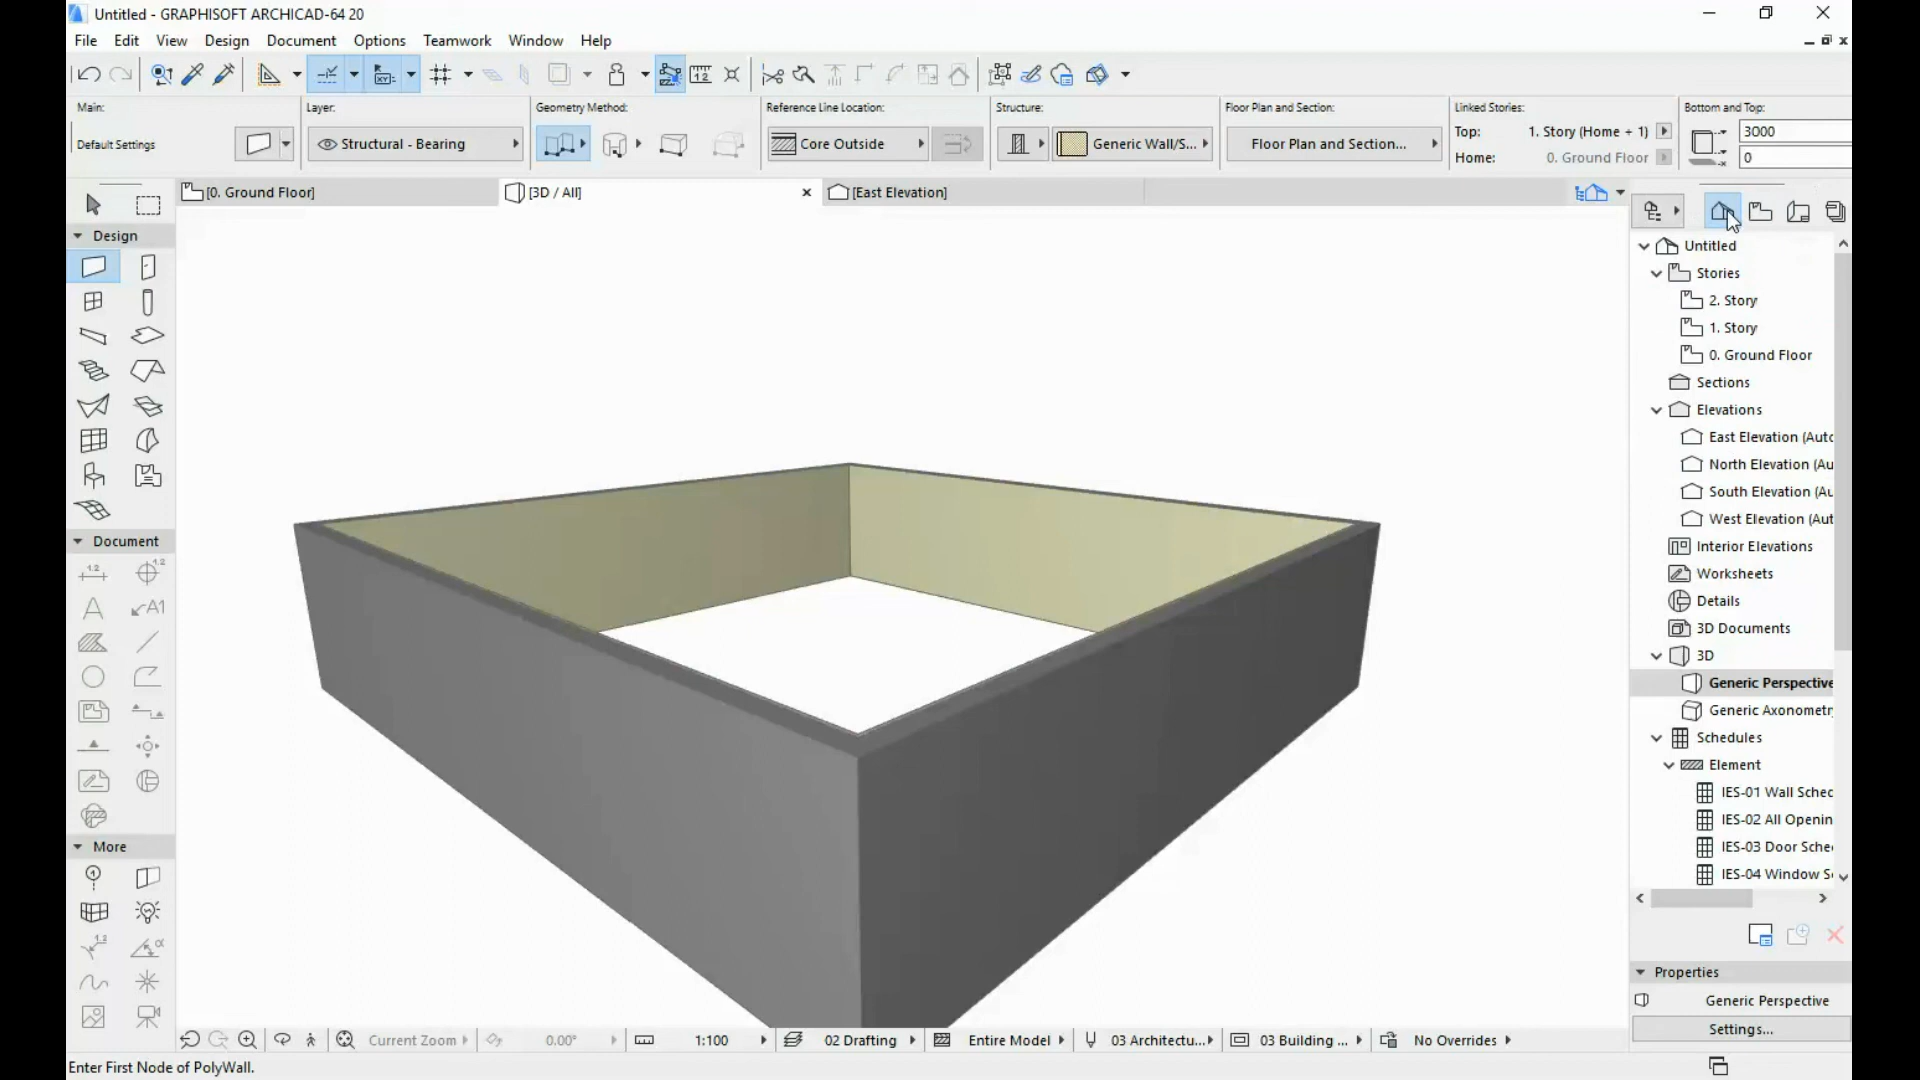 Untitled - GRAPHISOFT ARCHICAD-64 20
File Edit View Design Document Options Teamwork Window Help
Main: Layer: Geometry Method: Reference Line Location: Structure: Floor Plan and Section: Linked Stories: Bottom and Top:
Default Settings
Structural - Bearing
Core Outside
Generic Wall/S...
Floor Plan and Section...
Top: 1. Story (Home + 1)
Home: 0. Ground Floor
3000
0
[0. Ground Floor]
[3D / All]
[East Elevation]
Design
Document
More
Untitled
Stories
2. Story
1. Story
0. Ground Floor
Sections
Elevations
East Elevation (Auto
North Elevation (Au
South Elevation (Au
West Elevation (Aut
Interior Elevations
Worksheets
Details
3D Documents
3D
Generic Perspective
Generic Axonometr
Schedules
Element
IES-01 Wall Sched
IES-02 All Openin
IES-03 Door Sche
IES-04 Window S
Properties
Generic Perspective
Settings...
Current Zoom 0.00° 1:100 02 Drafting Entire Model 03 Architectu... 03 Building ... No Overrides
Enter First Node of PolyWall.